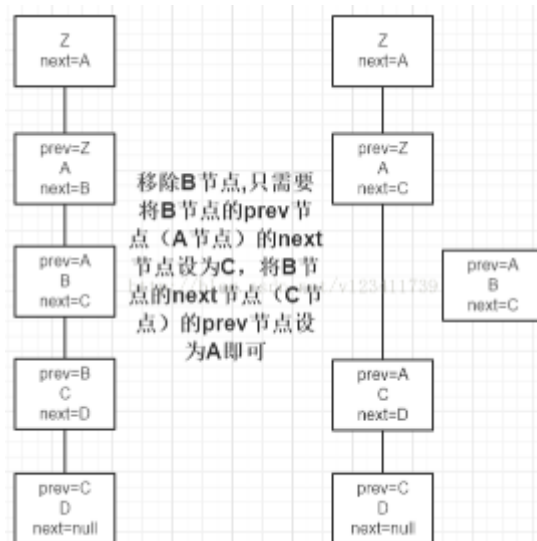 Z
next=A
prev=Z
A
next=B
prev=A
B
next=C
prev=B
C
next=D
prev=C
D
next=null
移除B节点,只需要
将B节点的prev节
点（A节点）的next
节点设为C，将B节
点的next节点（C节
点）的prev节点设
为A即可
Z
next=A
prev=Z
A
next=C
prev=A
C
next=D
prev=C
D
next=null
prev=A
B
next=C